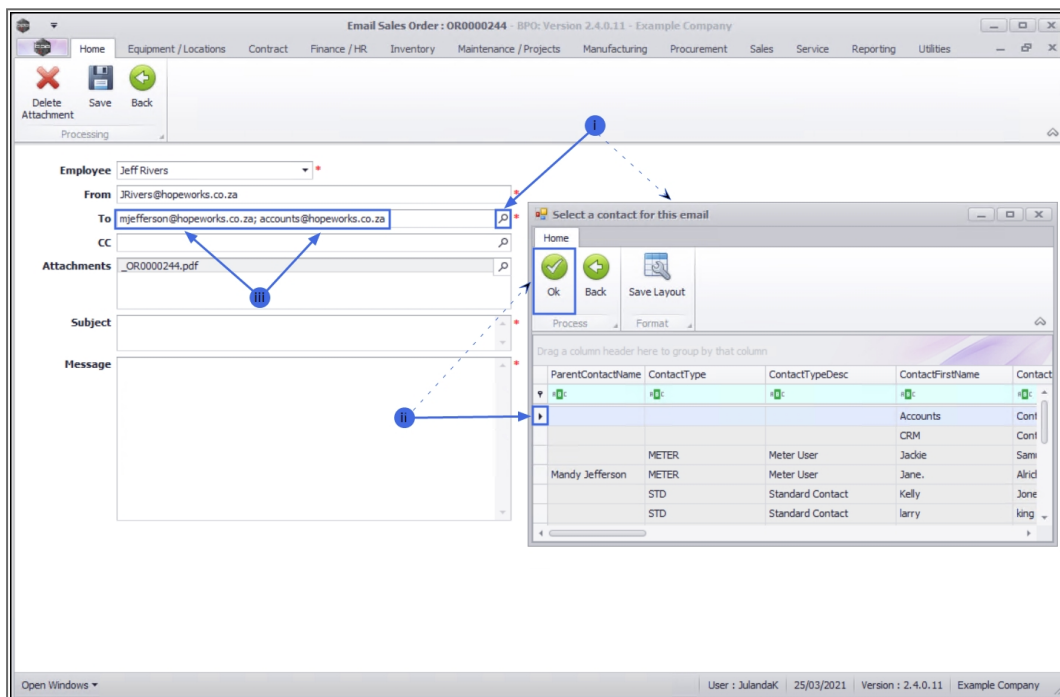 Email Sales Order : OR0000244 - BPO: Version 2.4.0.11 - Example Company
Home Equipment / Locations Contract Finance / HR Inventory Maintenance / Projects Manufacturing Procurement Sales Service Reporting Utilities
Delete Attachment Save Back
Processing
i
Employee Jeff Rivers *
From JRivers@hopeworks.co.za *
To mjefferson@hopeworks.co.za; accounts@hopeworks.co.za *
CC
Attachments _OR0000244.pdf
iii
Subject *
Message *
ii
Select a contact for this email
Home
Ok Back Save Layout
Process Format
Drag a column header here to group by that column
ParentContactName ContactType ContactTypeDesc ContactFirstName Contact
Accounts Cont
CRM Cont
METER Meter User Jackie Samu
Mandy Jefferson METER Meter User Jane. Alrid
STD Standard Contact Kelly Jone
STD Standard Contact larry king
Open Windows User : JulandaK 25/03/2021 Version : 2.4.0.11 Example Company